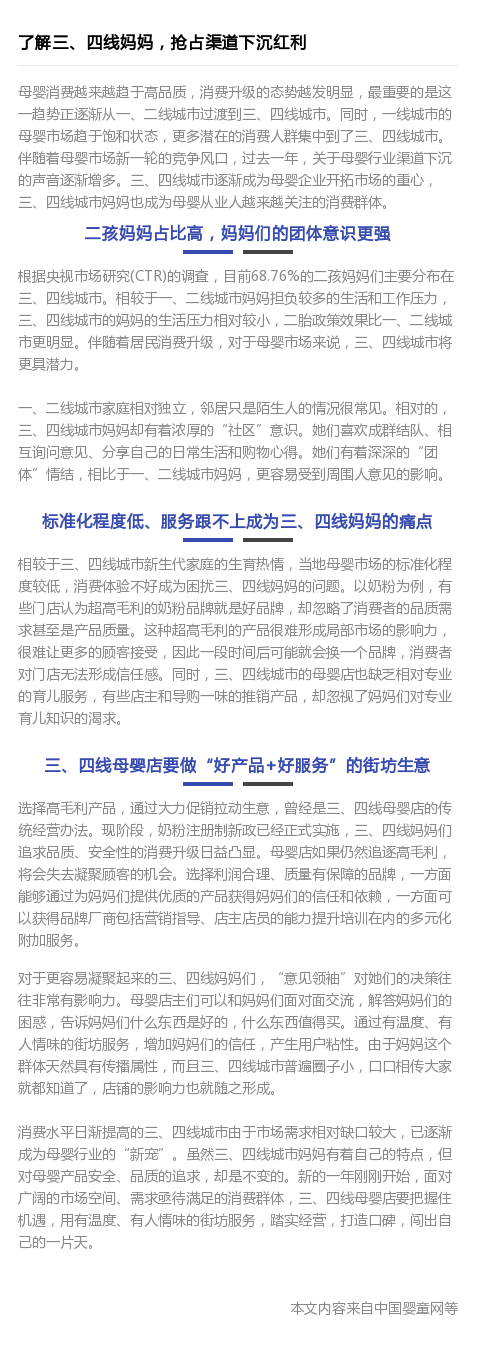 了解三、四线妈妈，抢占渠道下沉红利
母婴消费越来越趋于高品质，消费升级的态势越发明显，最重要的是这
一趋势正逐渐从一、二线城市过渡到三、四线城市。同时，一线城市的
母婴市场趋于饱和状态，更多潜在的消费人群集中到了三、四线城市。
伴随着母婴市场新一轮的竞争风口，过去一年，关于母婴行业渠道下沉
的声音逐渐增多。三、四线城市逐渐成为母婴企业开拓市场的重心，
三、四线城市妈妈也成为母婴从业人越来越关注的消费群体。
二孩妈妈占比高，妈妈们的团体意识更强
根据央视市场研究(CTR)的调查，目前68.76%的二孩妈妈们主要分布在
三、四线城市。相较于一、二线城市妈妈担负较多的生活和工作压力，
三、四线城市的妈妈的生活压力相对较小，二胎政策效果比一、二线城
市更明显。伴随着居民消费升级，对于母婴市场来说，三、四线城市将
更具潜力。
一、二线城市家庭相对独立，邻居只是陌生人的情况很常见。相对的，
三、四线城市妈妈却有着浓厚的“社区”意识。她们喜欢成群结队、相
互询问意见、分享自己的日常生活和购物心得。她们有着深深的“团
体”情结，相比于一、二线城市妈妈，更容易受到周围人意见的影响。
标准化程度低、服务跟不上成为三、四线妈妈的痛点
相较于三、四线城市新生代家庭的生育热情，当地母婴市场的标准化程
度较低，消费体验不好成为困扰三、四线妈妈的问题。以奶粉为例，有
些门店认为超高毛利的奶粉品牌就是好品牌，却忽略了消费者的品质需
求甚至是产品质量。这种超高毛利的产品很难形成局部市场的影响力，
很难让更多的顾客接受，因此一段时间后可能就会换一个品牌，消费者
对门店无法形成信任感。同时，三、四线城市的母婴店也缺乏相对专业
的育儿服务，有些店主和导购一味的推销产品，却忽视了妈妈们对专业
育儿知识的渴求。
三、四线母婴店要做“好产品+好服务”的街坊生意
选择高毛利产品，通过大力促销拉动生意，曾经是三、四线母婴店的传
统经营办法。现阶段，奶粉注册制新政已经正式实施，三、四线妈妈们
追求品质、安全性的消费升级日益凸显。母婴店如果仍然追逐高毛利，
将会失去凝聚顾客的机会。选择利润合理、质量有保障的品牌，一方面
能够通过为妈妈们提供优质的产品获得妈妈们的信任和依赖，一方面可
以获得品牌厂商包括营销指导、店主店员的能力提升培训在内的多元化
附加服务。
对于更容易凝聚起来的三、四线妈妈们，“意见领袖”对她们的决策往
往非常有影响力。母婴店主们可以和妈妈们面对面交流，解答妈妈们的
困惑，告诉妈妈们什么东西是好的，什么东西值得买。通过有温度、有
人情味的街坊服务，增加妈妈们的信任，产生用户粘性。由于妈妈这个
群体天然具有传播属性，而且三、四线城市普遍圈子小，口口相传大家
就都知道了，店铺的影响力也就随之形成。
消费水平日渐提高的三、四线城市由于市场需求相对缺口较大，已逐渐
成为母婴行业的“新宠”。虽然三、四线城市妈妈有着自己的特点，但
对母婴产品安全、品质的追求，却是不变的。新的一年刚刚开始，面对
广阔的市场空间、需求亟待满足的消费群体，三、四线母婴店要把握住
机遇，用有温度、有人情味的街坊服务，踏实经营，打造口碑，闯出自
己的一片天。
本文内容来自中国婴童网等